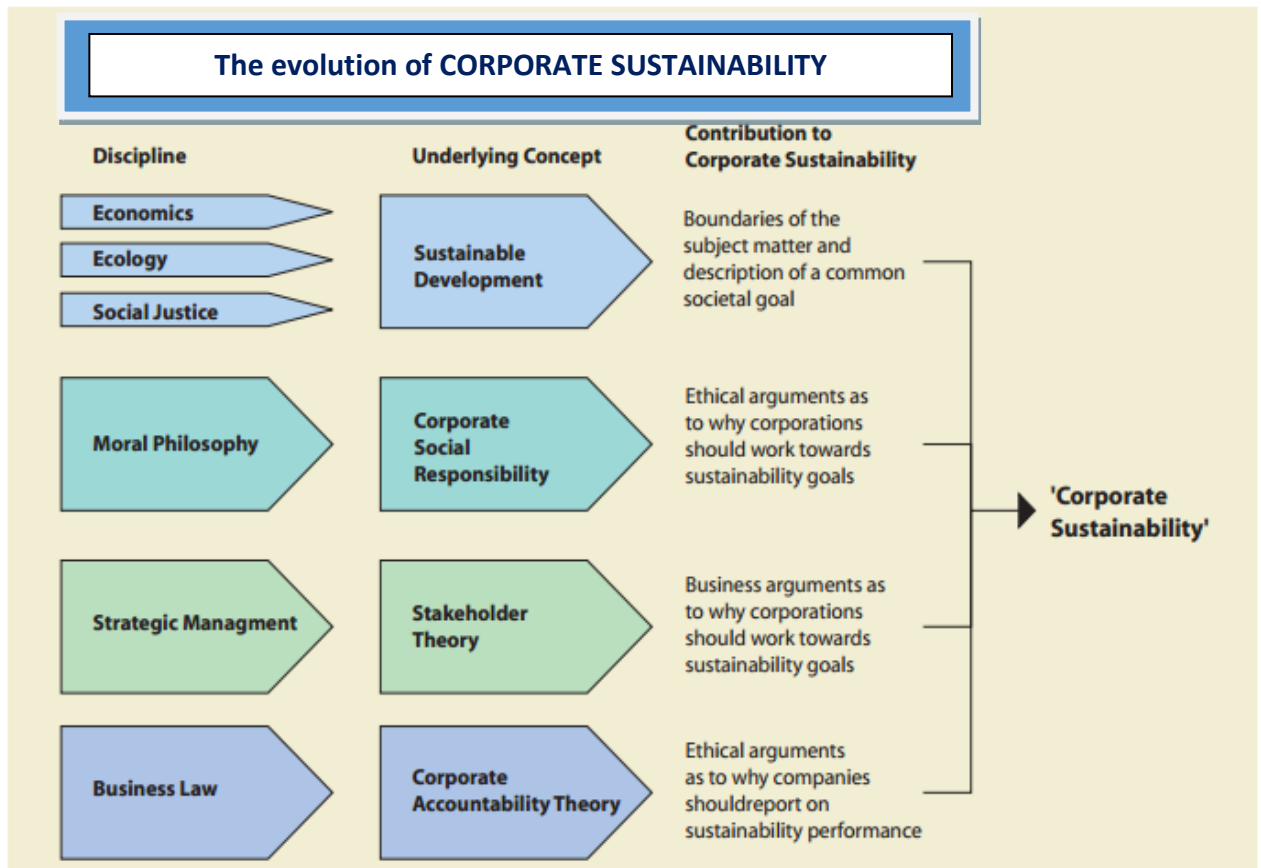 The evolution of CORPORATE SUSTAINABILITY
Discipline
Underlying Concept
Contribution to
Corporate Sustainability
Economics
Ecology
Social Justice
Sustainable
Development
Boundaries of the
subject matter and
description of a common
societal goal
Moral Philosophy
Corporate
Social
Responsibility
Ethical arguments as
to why corporations
should work towards
sustainability goals
Strategic Managment
Stakeholder
Theory
Business arguments as
to why corporations
should work towards
sustainability goals
Business Law
Corporate
Accountability Theory
Ethical arguments
as to why companies
shouldreport on
sustainability performance
'Corporate
Sustainability'